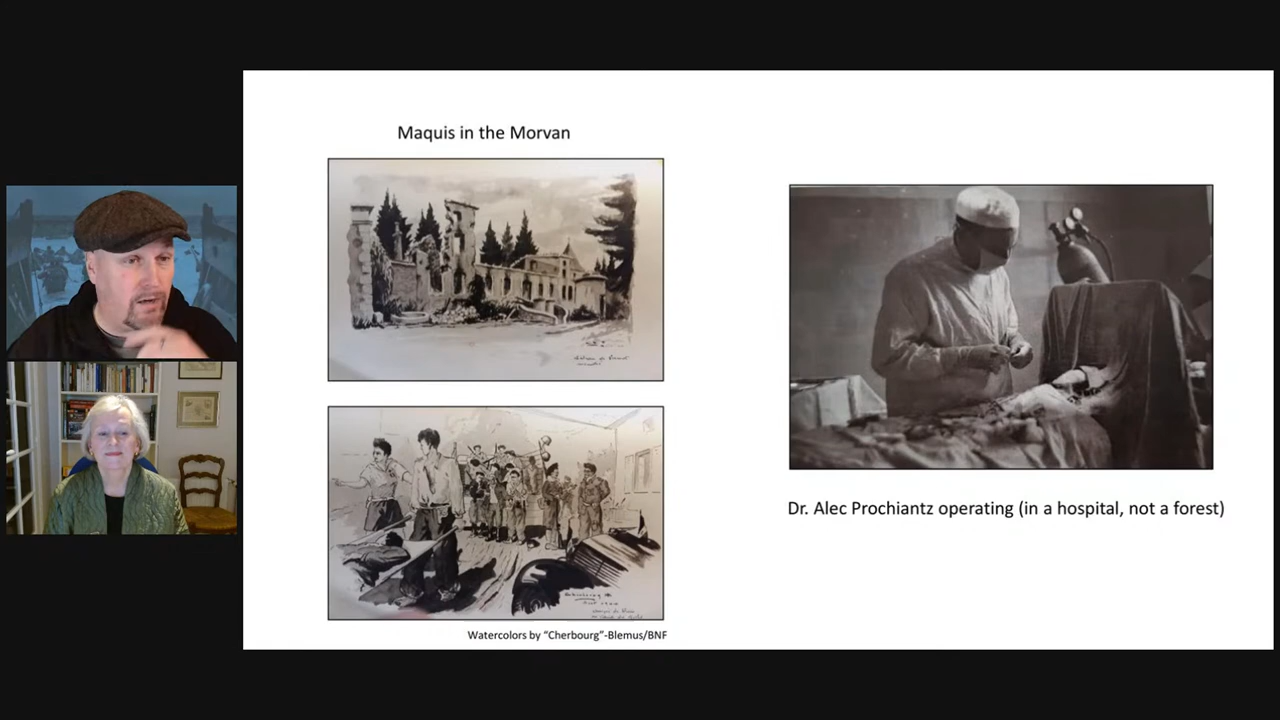 Maquis in the Morvan
Watercolors by “Cherbourg”-Blemus/BNF
Dr. Alec Prochiantz operating (in a hospital, not a forest)